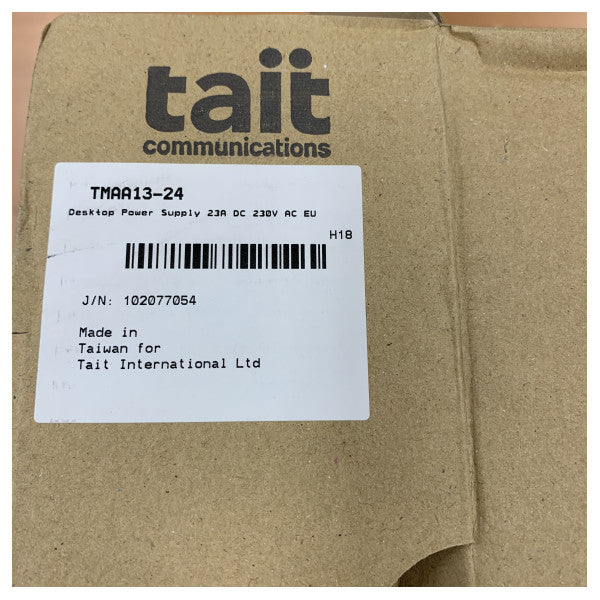 tait
communications
TMAA13-24
Desktop Power Supply 23A DC 230V AC EU
H18
J/N: 102077054
Made in
Taiwan for
Tait International Ltd